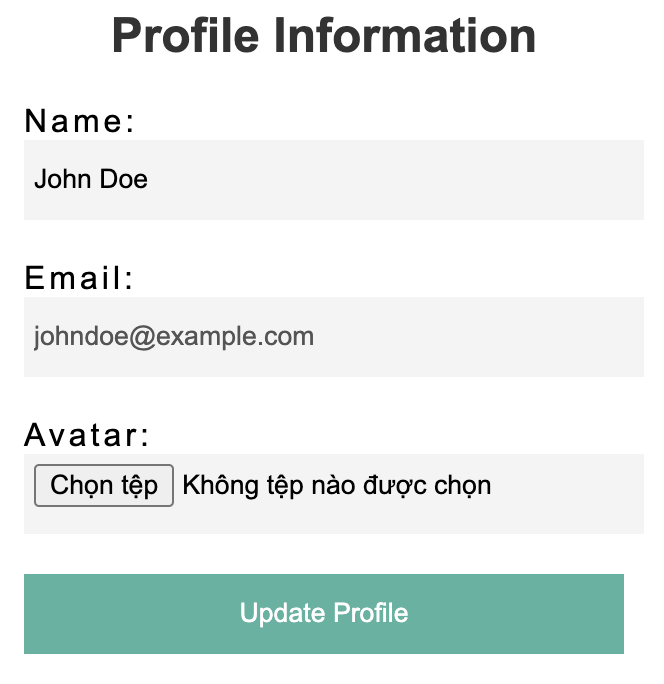 Profile Information
Name:
John Doe
Email:
johndoe@example.com
Avatar:
Chọn tệp Không tệp nào được chọn
Update Profile